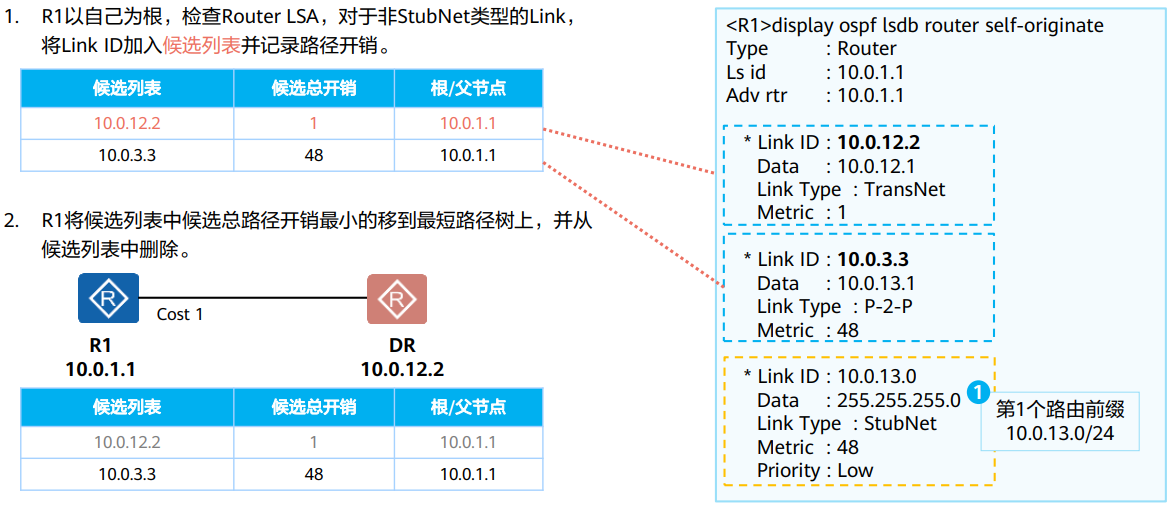 1. R1以自己为根，检查Router LSA，对于非StubNet类型的Link，
将Link ID加入候选列表并记录路径开销。
候选列表 候选总开销 根/父节点
10.0.12.2 1 10.0.1.1
10.0.3.3 48 10.0.1.1
2. R1将候选列表中候选总路径开销最小的移到最短路径树上，并从
候选列表中删除。
R R
Cost 1
R1 DR
10.0.1.1 10.0.12.2
候选列表 候选总开销 根/父节点
10.0.12.2 1 10.0.1.1
10.0.3.3 48 10.0.1.1
<R1>display ospf lsdb router self-originate
Type : Router
Ls id : 10.0.1.1
Adv rtr : 10.0.1.1
* Link ID : 10.0.12.2
Data : 10.0.12.1
Link Type : TransNet
Metric : 1
* Link ID : 10.0.3.3
Data : 10.0.13.1
Link Type : P-2-P
Metric : 48
* Link ID : 10.0.13.0
Data : 255.255.255.0
Link Type : StubNet
Metric : 48
Priority : Low
1
第1个路由前缀
10.0.13.0/24